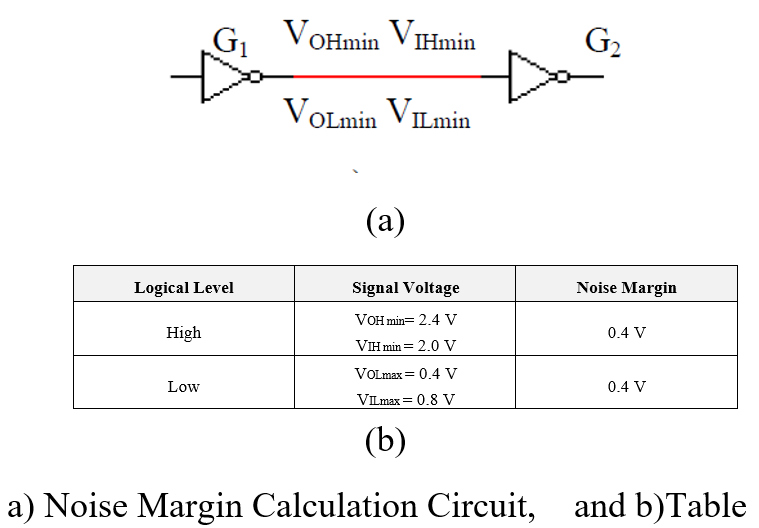 G1 VOHmin VIHmin G2
VOLmin VILmin
(a)
Logical Level Signal Voltage Noise Margin
High VOH min= 2.4 V 0.4 V
VIH min = 2.0 V
Low VOLmax = 0.4 V 0.4 V
VILmax = 0.8 V
(b)
a) Noise Margin Calculation Circuit, and b)Table